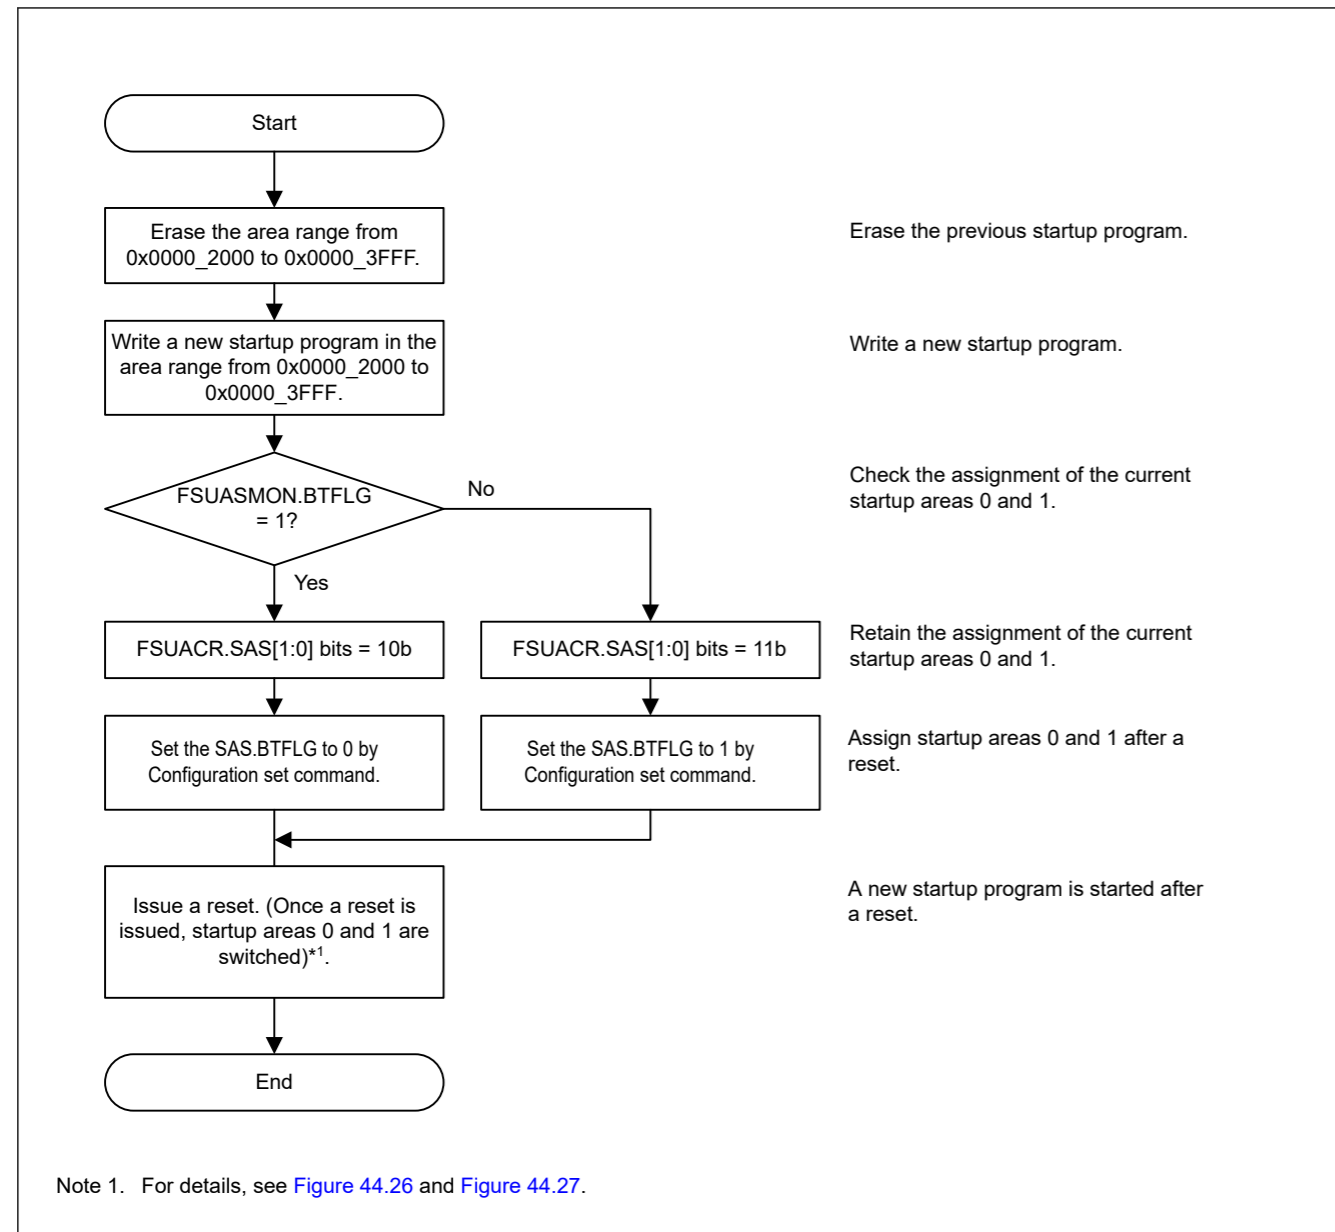 Start
Erase the area range from
0x0000_2000 to 0x0000_3FFF.
Erase the previous startup program.
Write a new startup program in the
area range from 0x0000_2000 to
0x0000_3FFF.
Write a new startup program.
FSUASMON.BTFLG
= 1?
No
Check the assignment of the current
startup areas 0 and 1.
Yes
FSUACR.SAS[1:0] bits = 10b
FSUACR.SAS[1:0] bits = 11b
Retain the assignment of the current
startup areas 0 and 1.
Set the SAS.BTFLG to 0 by
Configuration set command.
Set the SAS.BTFLG to 1 by
Configuration set command.
Assign startup areas 0 and 1 after a
reset.
Issue a reset. (Once a reset is
issued, startup areas 0 and 1 are
switched)*1.
A new startup program is started after
a reset.
End
Note 1. For details, see Figure 44.26 and Figure 44.27.